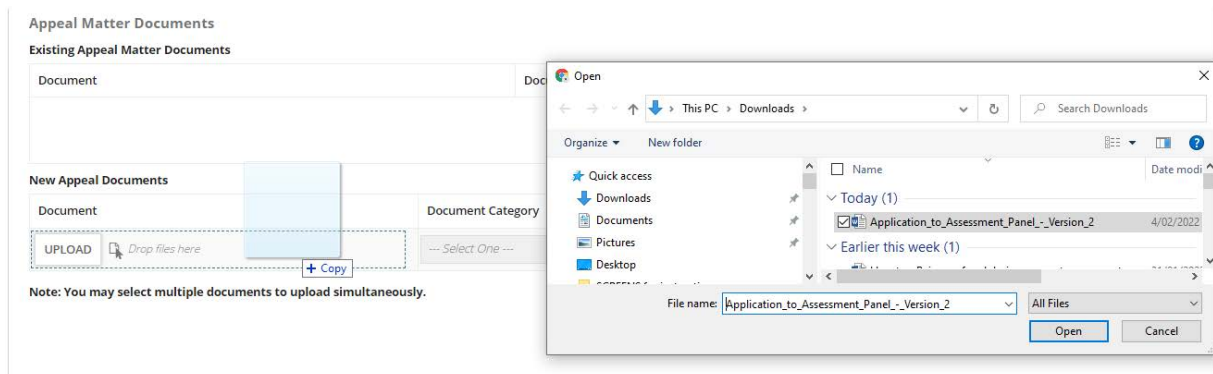 Appeal Matter Documents
Existing Appeal Matter Documents
Document
New Appeal Documents
Document
Document Category
UPLOAD
Drop files here
--- Select One ---
+ Copy
Note: You may select multiple documents to upload simultaneously.
Open
This PC > Downloads >
Search Downloads
Organize
New folder
Quick access
Downloads
Documents
Pictures
Desktop
Name
Date modi
Today (1)
Application_to_Assessment_Panel_-_Version_2
4/02/2022
Earlier this week (1)
File name:
Application_to_Assessment_Panel_-_Version_2
All Files
Open
Cancel